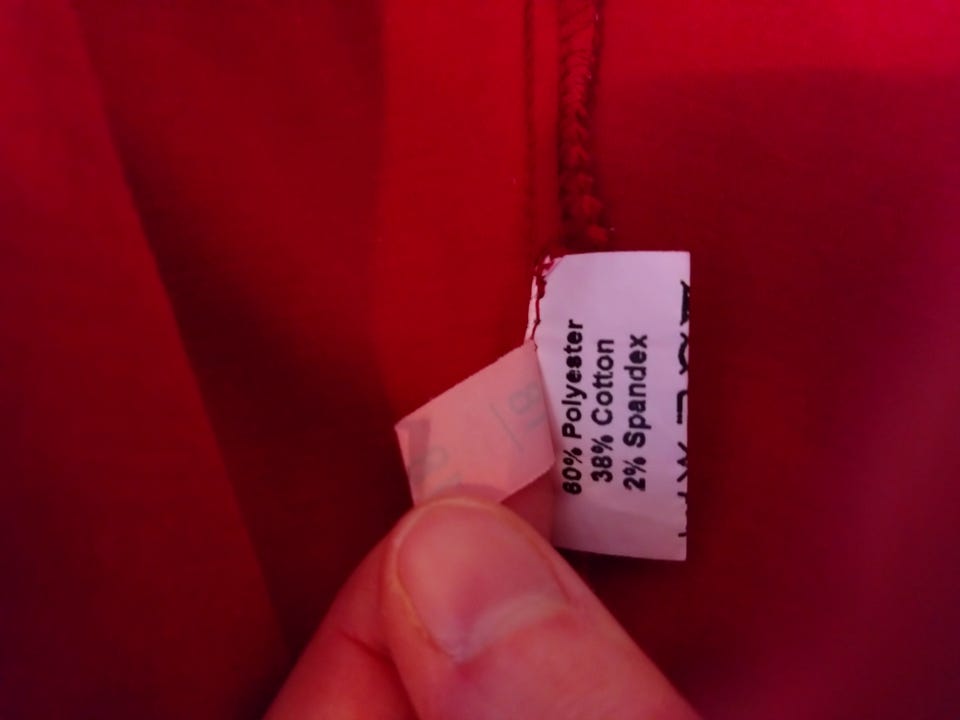 60% Polyester
38% Cotton
2% Spandex